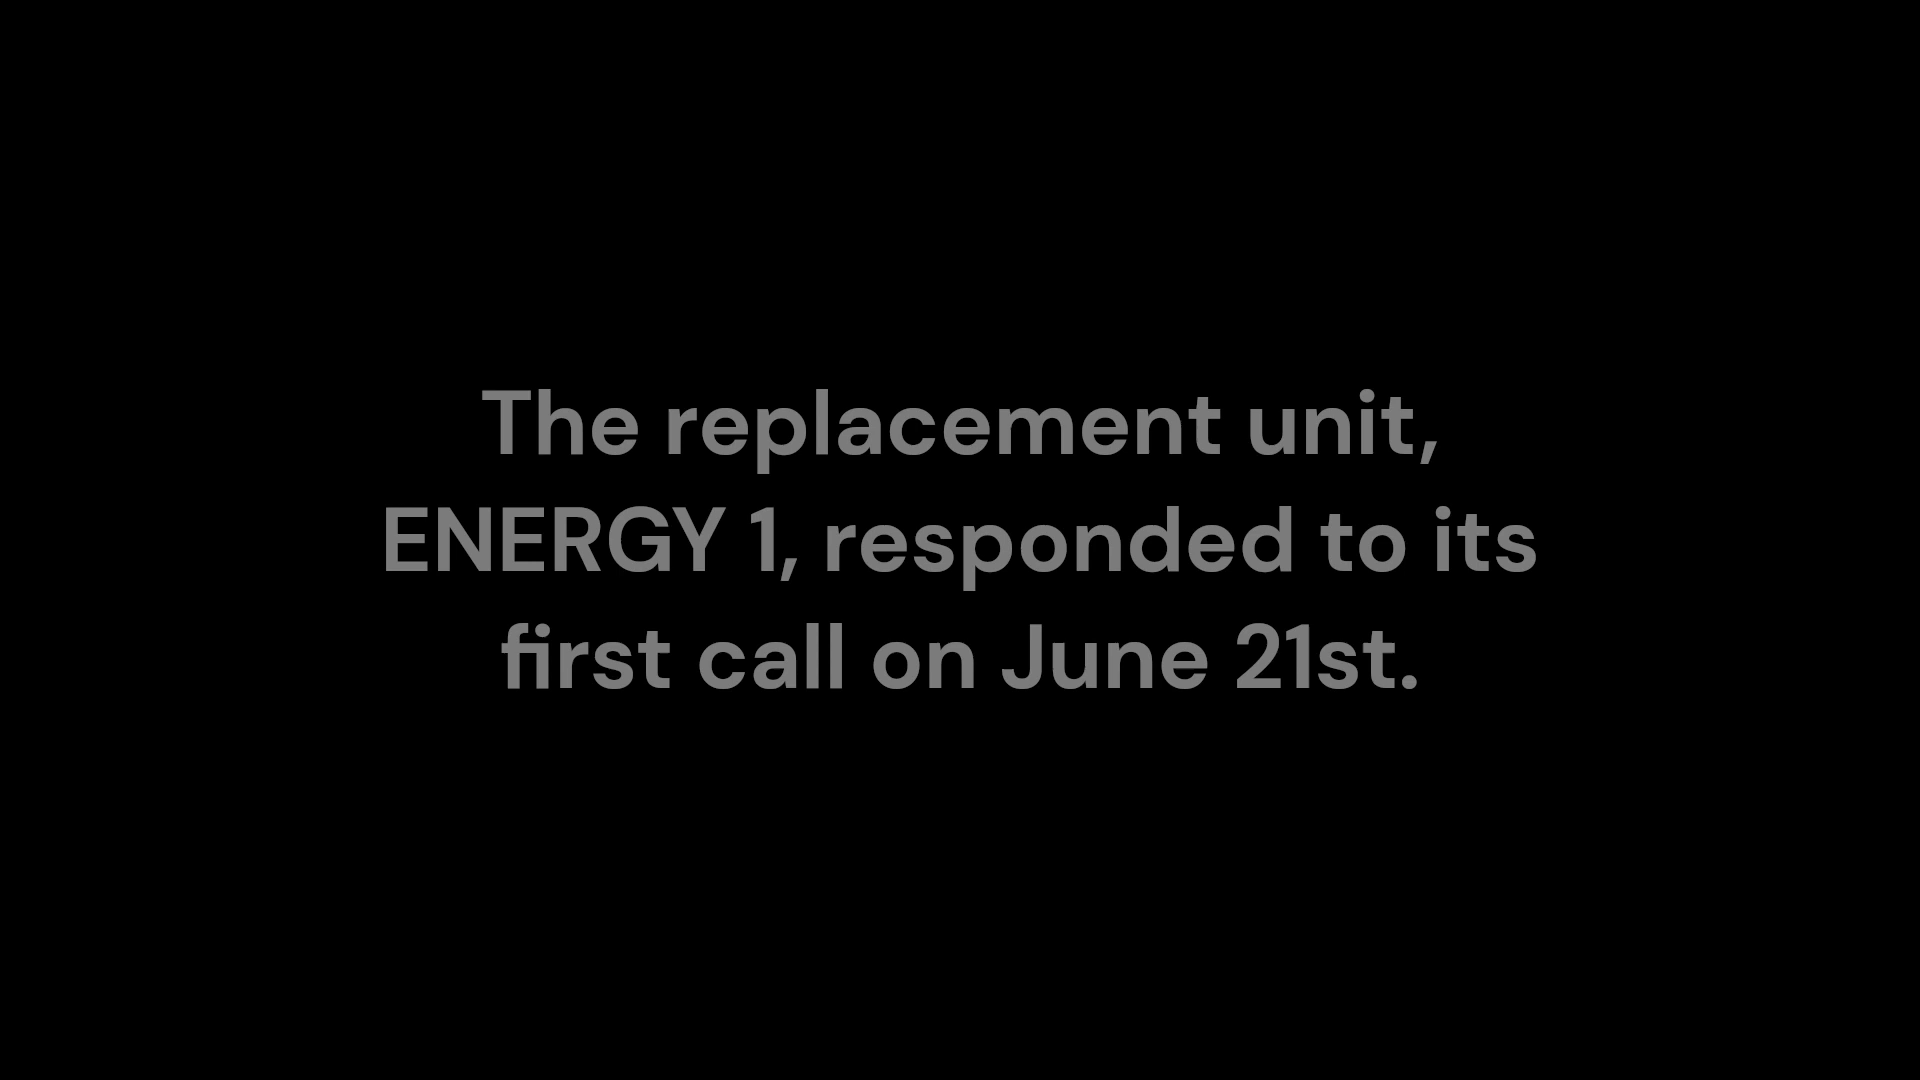 The replacement unit,
ENERGY 1, responded to its
first call on June 21st.